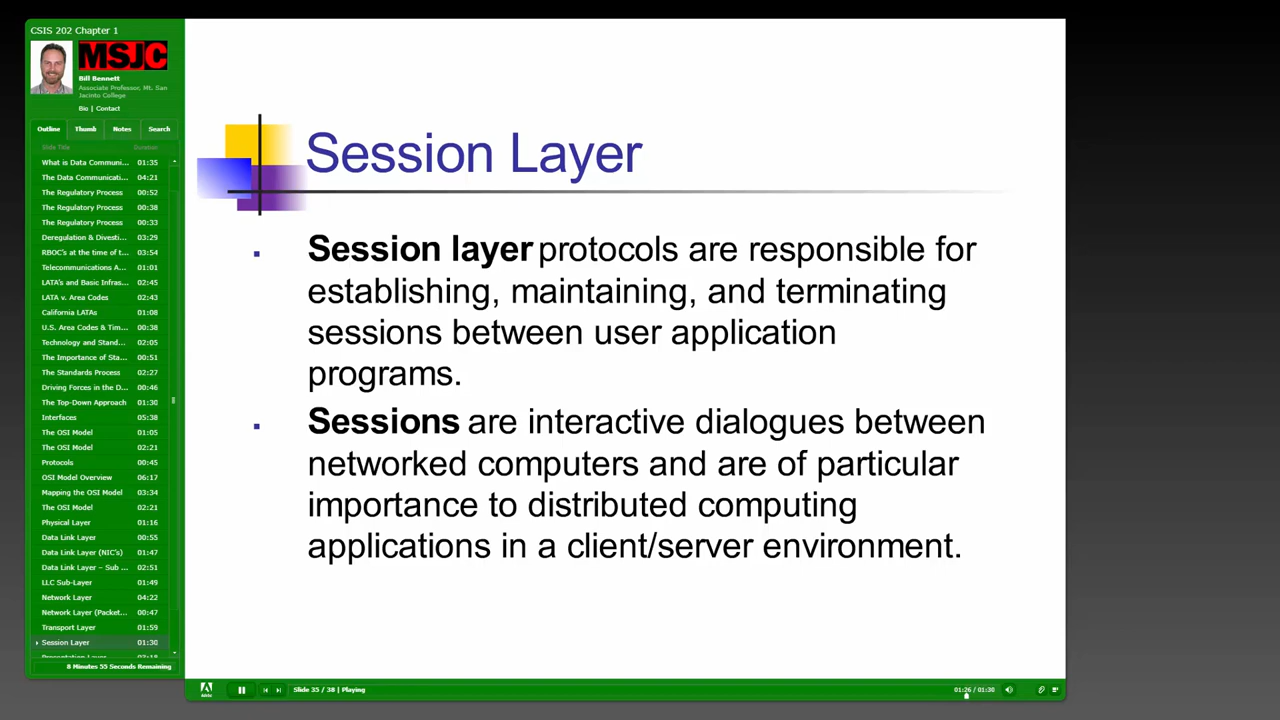 CSIS 202 Chapter 1
MSJC
Bill Bennett
Associate Professor, Mt. San
Jacinto College
Bio | Contact
Outline Thumb Notes Search
Slide Title Duration
What is Data Communi... 01:35
The Data Communicati... 04:21
The Regulatory Process 00:52
The Regulatory Process 00:38
The Regulatory Process 00:33
Deregulation & Divesti... 03:29
RBOC's at the time of t... 03:54
Telecommunications A... 01:01
LATA's and Basic Infras... 02:45
LATA v. Area Codes 02:43
California LATAs 01:08
U.S. Area Codes & Tim... 00:38
Technology and Stand... 02:05
The Importance of Sta... 00:51
The Standards Process 02:27
Driving Forces in the D... 00:46
The Top-Down Approach 01:30
Interfaces 05:38
The OSI Model 01:05
The OSI Model 02:21
Protocols 00:45
OSI Model Overview 06:17
Mapping the OSI Model 03:34
The OSI Model 02:21
Physical Layer 01:16
Data Link Layer 00:55
Data Link Layer (NIC's) 01:47
Data Link Layer – Sub ... 02:51
LLC Sub-Layer 01:49
Network Layer 04:22
Network Layer (Packet... 00:47
Transport Layer 01:59
Session Layer 01:30
Presentation Layer 02:18
8 Minutes 55 Seconds Remaining
Session Layer
Session layer protocols are responsible for
establishing, maintaining, and terminating
sessions between user application
programs.
Sessions are interactive dialogues between
networked computers and are of particular
importance to distributed computing
applications in a client/server environment.
Slide 35 / 38 | Playing
01:26 / 01:30